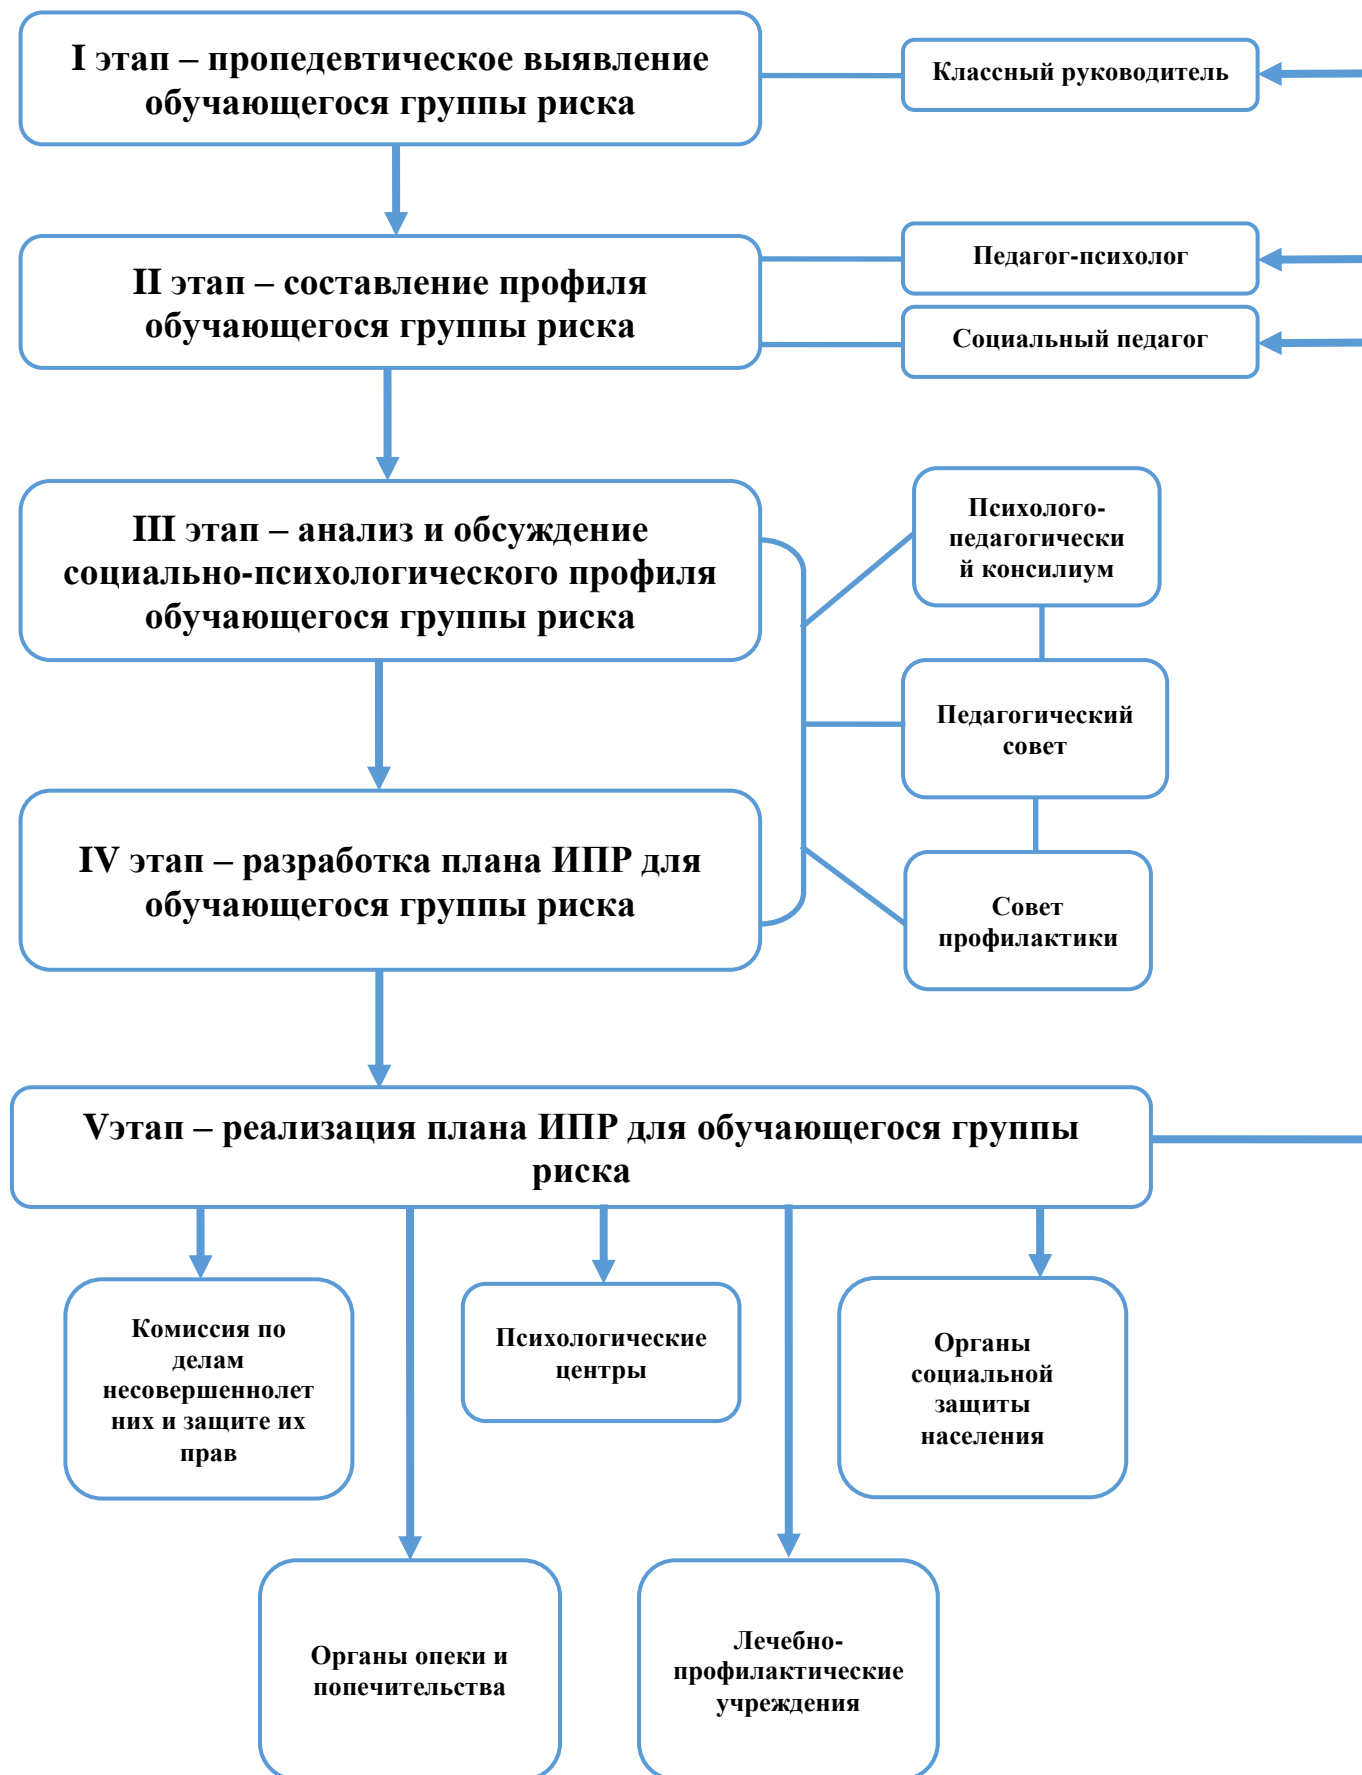 I этап – пропедевтическое выявление
обучающегося группы риска
Классный руководитель
II этап – составление профиля
обучающегося группы риска
Педагог-психолог
Социальный педагог
III этап – анализ и обсуждение
социально-психологического профиля
обучающегося группы риска
Психолого-
педагогически
й консилиум
Педагогический
совет
IV этап – разработка плана ИПР для
обучающегося группы риска
Совет
профилактики
Vэтап – реализация плана ИПР для обучающегося группы
риска
Комиссия по
делам
несовершеннолет
них и защите их
прав
Психологические
центры
Органы
социальной
защиты
населения
Органы опеки и
попечительства
Лечебно-
профилактические
учреждения